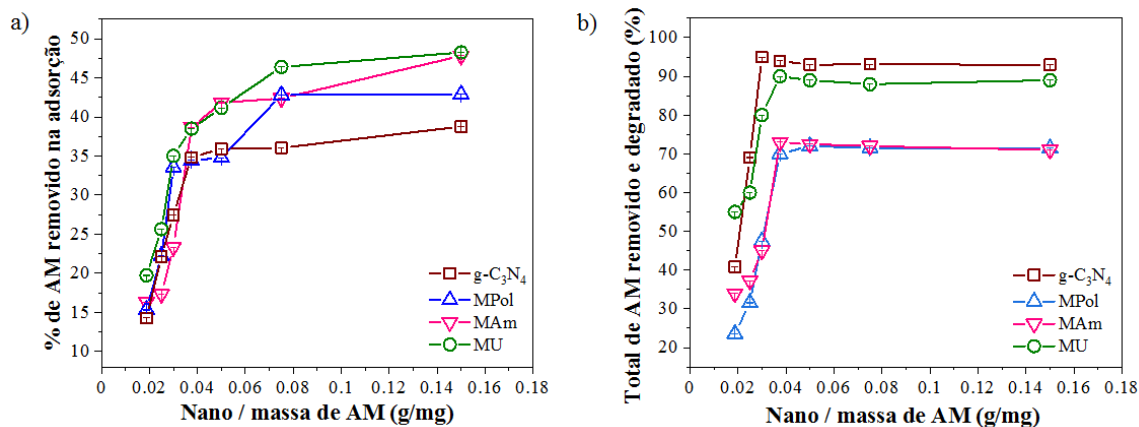 a)
% de AM removido na adsorção
50
45
40
35
30
25
20
15
10
g-C₃N₄
MPol
MAm
MU
0 0.02 0.04 0.06 0.08 0.1 0.12 0.14 0.16 0.18
Nano / massa de AM (g/mg)
b)
Total de AM removido e degradado (%)
100
90
80
70
60
50
40
30
20
g-C₃N₄
MPol
MAm
MU
0 0.02 0.04 0.06 0.08 0.1 0.12 0.14 0.16 0.18
Nano / massa de AM (g/mg)